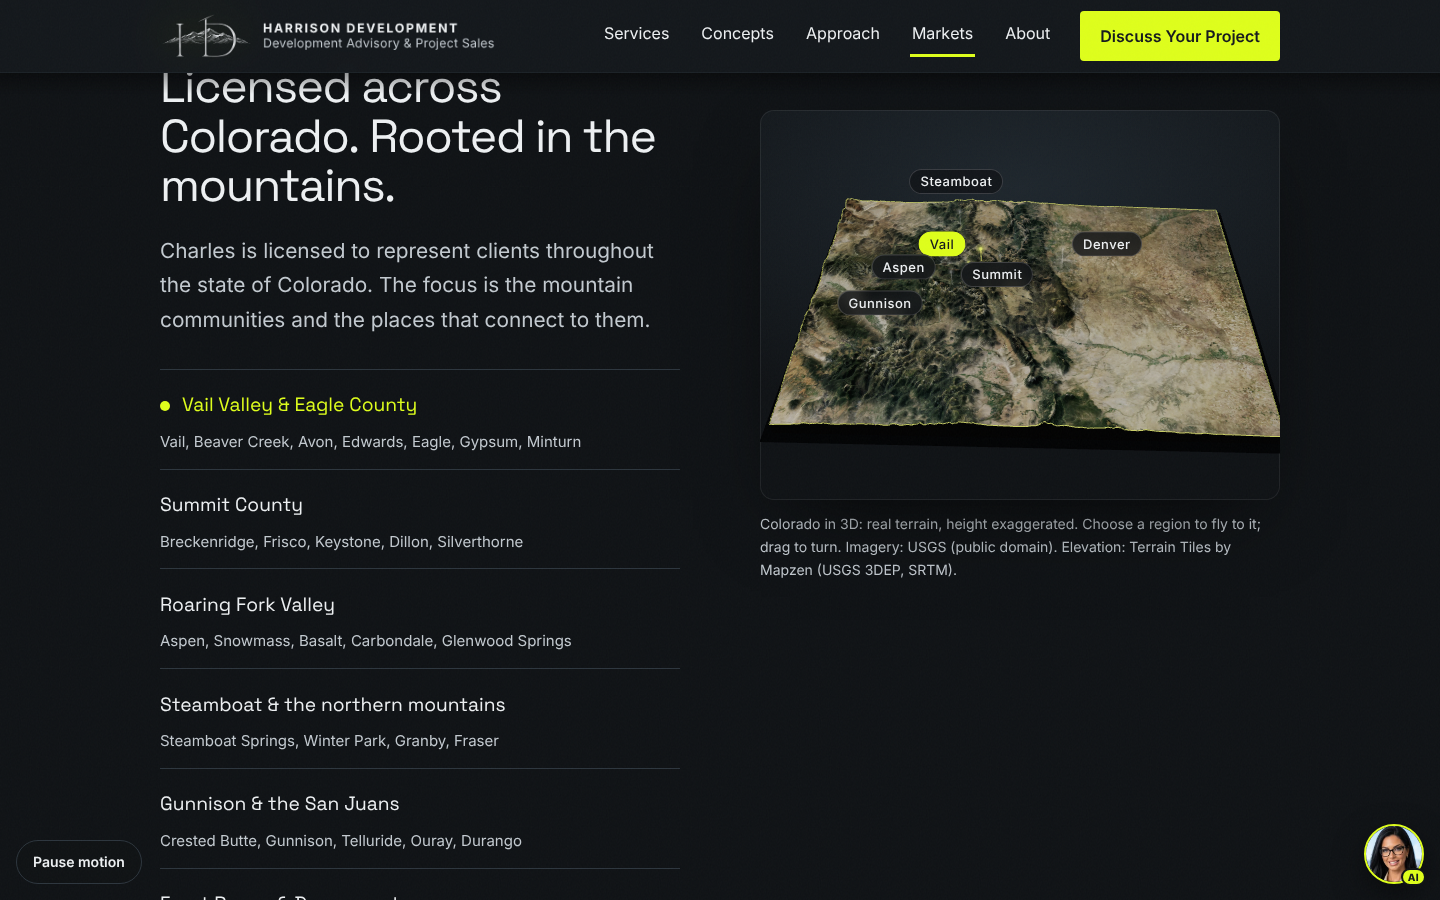 HARRISON DEVELOPMENT
Development Advisory & Project Sales
Services
Concepts
Approach
Markets
About
Discuss Your Project
Licensed across
Colorado. Rooted in the
mountains.
Charles is licensed to represent clients throughout
the state of Colorado. The focus is the mountain
communities and the places that connect to them.
Vail Valley & Eagle County
Vail, Beaver Creek, Avon, Edwards, Eagle, Gypsum, Minturn
Summit County
Breckenridge, Frisco, Keystone, Dillon, Silverthorne
Roaring Fork Valley
Aspen, Snowmass, Basalt, Carbondale, Glenwood Springs
Steamboat & the northern mountains
Steamboat Springs, Winter Park, Granby, Fraser
Gunnison & the San Juans
Crested Butte, Gunnison, Telluride, Ouray, Durango
Steamboat
Vail
Denver
Aspen
Summit
Gunnison
Colorado in 3D: real terrain, height exaggerated. Choose a region to fly to it;
drag to turn. Imagery: USGS (public domain). Elevation: Terrain Tiles by
Mapzen (USGS 3DEP, SRTM).
Pause motion
AI